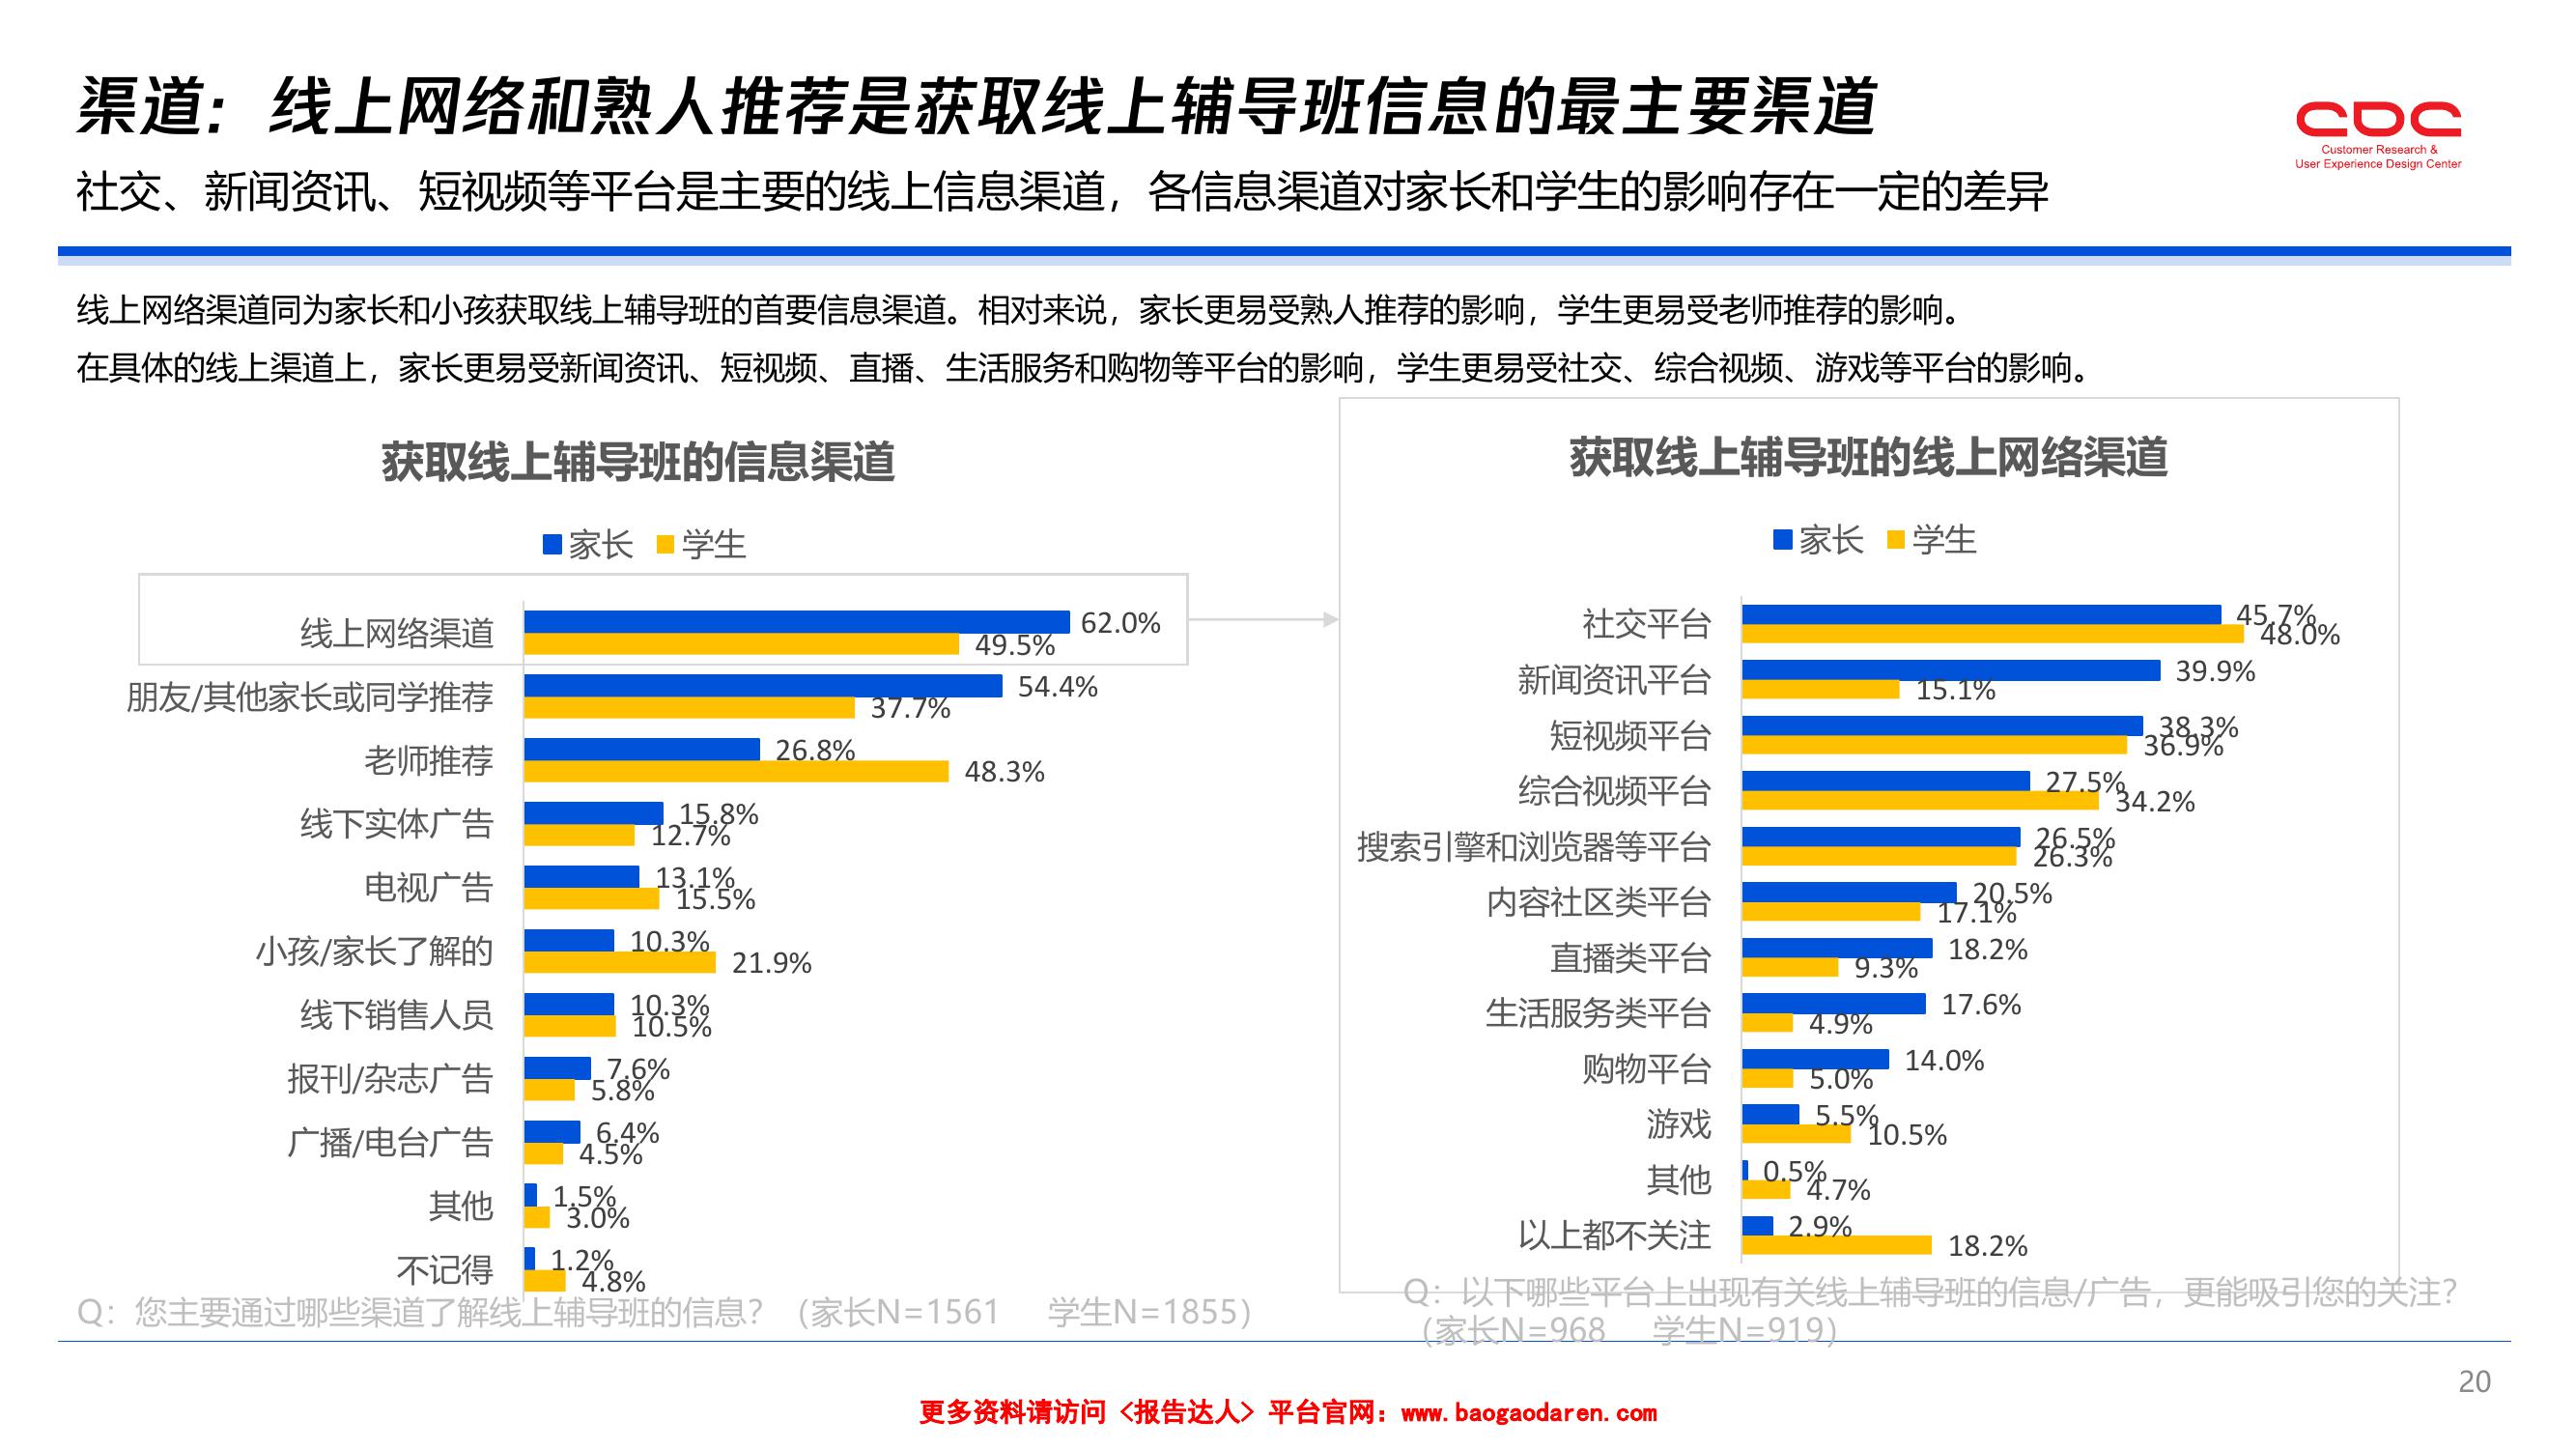 渠道：线上网络和熟人推荐是获取线上辅导班信息的最主要渠道
CDC
Customer Research &
User Experience Design Center
社交、新闻资讯、短视频等平台是主要的线上信息渠道，各信息渠道对家长和学生的影响存在一定的差异
线上网络渠道同为家长和小孩获取线上辅导班的首要信息渠道。相对来说，家长更易受熟人推荐的影响，学生更易受老师推荐的影响。
在具体的线上渠道上，家长更易受新闻资讯、短视频、直播、生活服务和购物等平台的影响，学生更易受社交、综合视频、游戏等平台的影响。
获取线上辅导班的信息渠道
家长 学生
线上网络渠道 62.0%
49.5%
朋友/其他家长或同学推荐 54.4%
37.7%
老师推荐 26.8%
48.3%
线下实体广告 15.8%
12.7%
电视广告 13.1%
15.5%
小孩/家长了解的 10.3%
21.9%
线下销售人员 10.3%
10.5%
报刊/杂志广告 7.6%
5.8%
广播/电台广告 6.4%
4.5%
其他 1.5%
3.0%
不记得 1.2%
4.8%
Q：您主要通过哪些渠道了解线上辅导班的信息？（家长N=1561 学生N=1855）
获取线上辅导班的线上网络渠道
家长 学生
社交平台 45.7%
48.0%
新闻资讯平台 39.9%
15.1%
短视频平台 38.3%
36.9%
综合视频平台 27.5%
34.2%
搜索引擎和浏览器等平台 26.5%
26.3%
内容社区类平台 20.5%
17.1%
直播类平台 18.2%
9.3%
生活服务类平台 17.6%
4.9%
购物平台 14.0%
5.0%
游戏 5.5%
10.5%
其他 0.5%
4.7%
以上都不关注 2.9%
18.2%
Q：以下哪些平台上出现有关线上辅导班的信息/广告，更能吸引您的关注？
（家长N=968 学生N=919）
20
更多资料请访问〈报告达人〉平台官网：www.baogaodaren.com